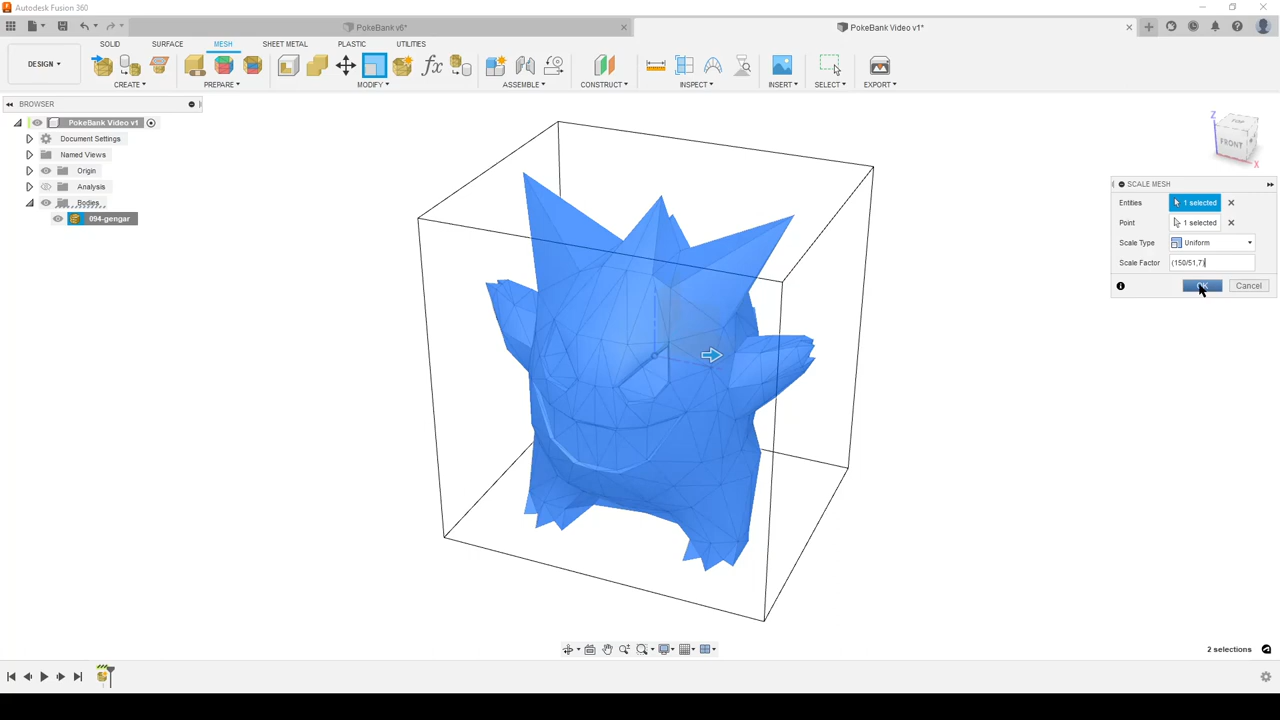 Autodesk Fusion 360
PokeBank v6*
PokeBank Video v1*
SOLID SURFACE MESH SHEET METAL PLASTIC UTILITIES
DESIGN
CREATE PREPARE MODIFY ASSEMBLE CONSTRUCT INSPECT INSERT SELECT EXPORT
BROWSER
PokeBank Video v1
Document Settings
Named Views
Origin
Analysis
Bodies
094-gengar
TOP
FRONT
Z
X
SCALE MESH
Entities 1 selected
Point 1 selected
Scale Type Uniform
Scale Factor (150/51,7)
OK Cancel
2 selections